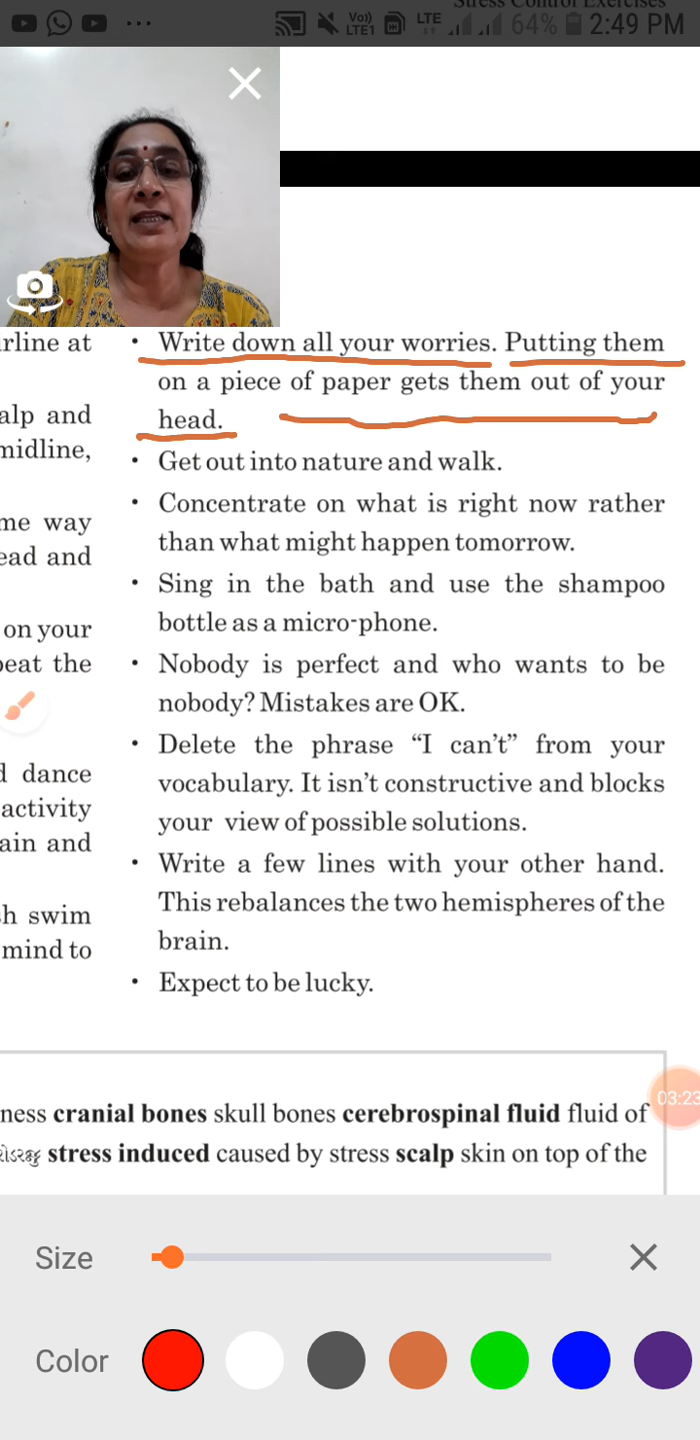 Stress Control Exercises
Vo)) LTE1 LTE 64% 2:49 PM
irline at
alp and
midline,
me way
ead and
on your
peat the
d dance
activity
ain and
sh swim
mind to
• Write down all your worries. Putting them
on a piece of paper gets them out of your
head.
• Get out into nature and walk.
• Concentrate on what is right now rather
than what might happen tomorrow.
• Sing in the bath and use the shampoo
bottle as a micro-phone.
• Nobody is perfect and who wants to be
nobody? Mistakes are OK.
• Delete the phrase “I can’t” from your
vocabulary. It isn’t constructive and blocks
your view of possible solutions.
• Write a few lines with your other hand.
This rebalances the two hemispheres of the
brain.
• Expect to be lucky.
03:23
ness cranial bones skull bones cerebrospinal fluid fluid of
stress induced caused by stress scalp skin on top of the
Size
Color